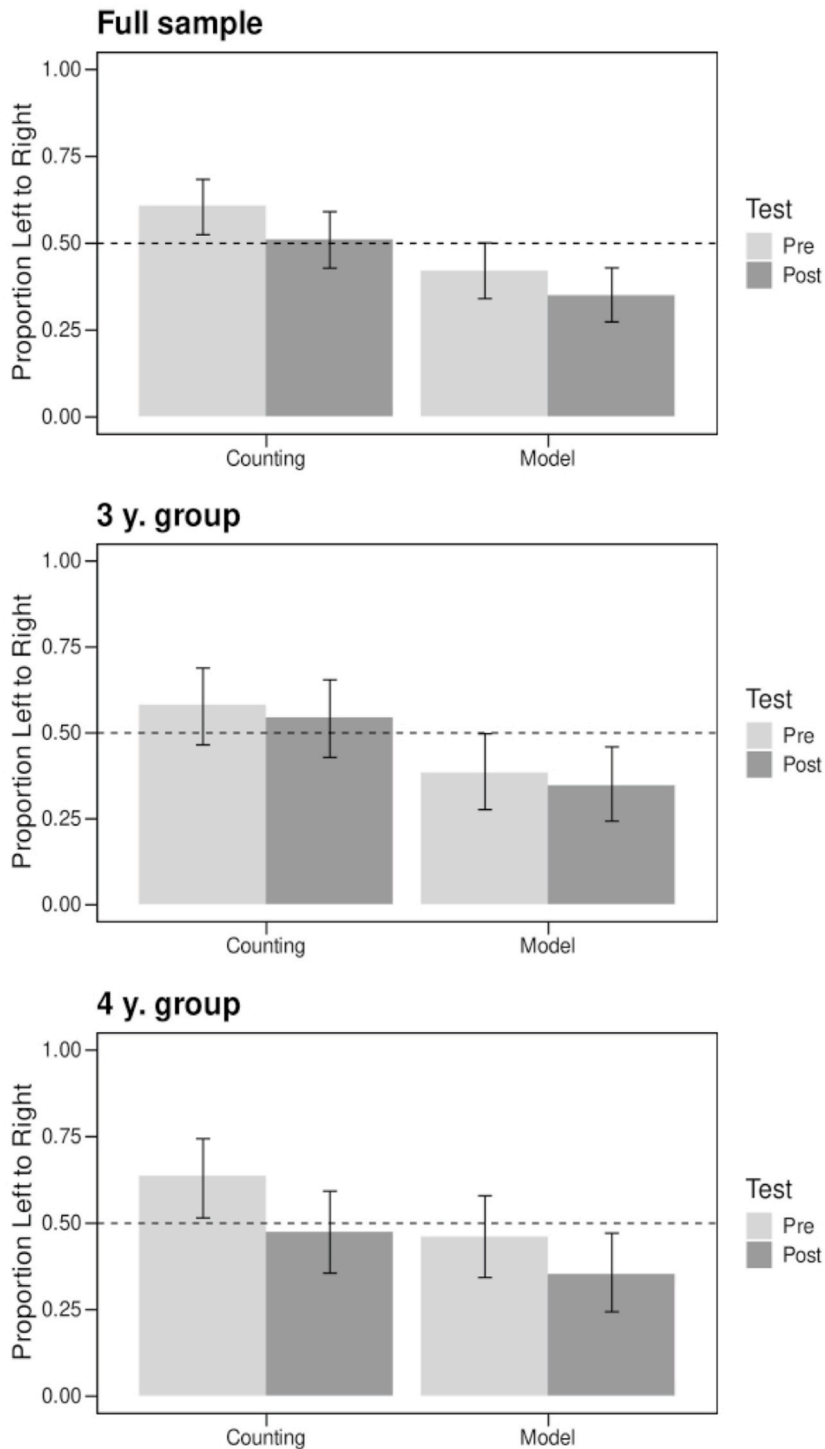 Full sample
Proportion Left to Right
1.00
0.75
0.50
0.25
0.00
Counting
Model
Test
Pre
Post
3 y. group
Proportion Left to Right
1.00
0.75
0.50
0.25
0.00
Counting
Model
Test
Pre
Post
4 y. group
Proportion Left to Right
1.00
0.75
0.50
0.25
0.00
Counting
Model
Test
Pre
Post